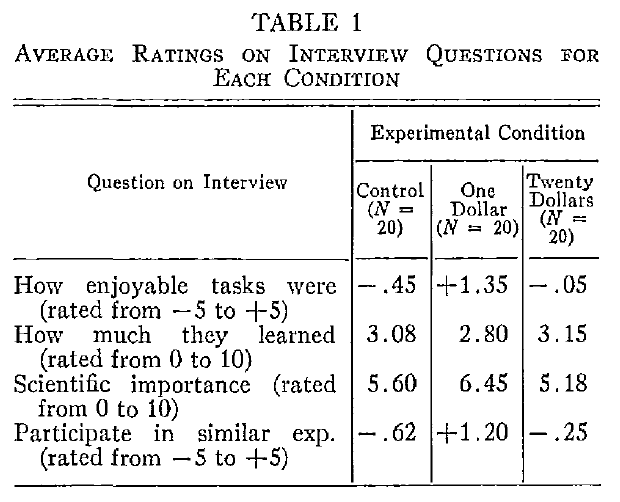 TABLE 1
AVERAGE RATINGS ON INTERVIEW QUESTIONS FOR
EACH CONDITION
Experimental Condition
Question on Interview
Control
(N =
20)
One
Dollar
(N = 20)
Twenty
Dollars
(N =
20)
How enjoyable tasks were
(rated from −5 to +5)
−.45 +1.35 −.05
How much they learned
(rated from 0 to 10)
3.08 2.80 3.15
Scientific importance (rated
from 0 to 10)
5.60 6.45 5.18
Participate in similar exp.
(rated from −5 to +5)
−.62 +1.20 −.25